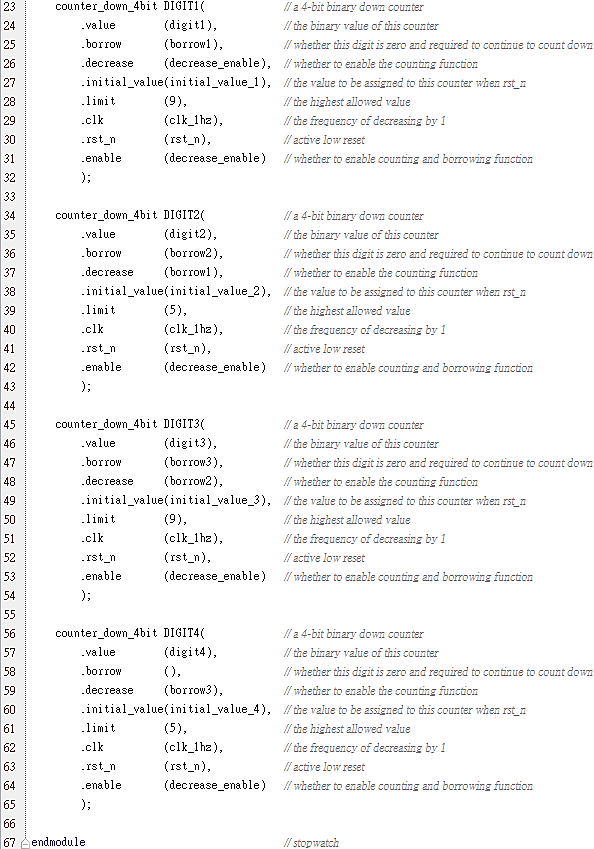 23 counter_down_4bit DIGIT1( // a 4-bit binary down counter
24 .value (digit1), // the binary value of this counter
25 .borrow (borrow1), // whether this digit is zero and required to continue to count down
26 .decrease (decrease_enable), // whether to enable the counting function
27 .initial_value(initial_value_1), // the value to be assigned to this counter when rst_n
28 .limit (9), // the highest allowed value
29 .clk (clk_1hz), // the frequency of decreasing by 1
30 .rst_n (rst_n), // active low reset
31 .enable (decrease_enable) // whether to enable counting and borrowing function
32 );
33
34 counter_down_4bit DIGIT2( // a 4-bit binary down counter
35 .value (digit2), // the binary value of this counter
36 .borrow (borrow2), // whether this digit is zero and required to continue to count down
37 .decrease (borrow1), // whether to enable the counting function
38 .initial_value(initial_value_2), // the value to be assigned to this counter when rst_n
39 .limit (5), // the highest allowed value
40 .clk (clk_1hz), // the frequency of decreasing by 1
41 .rst_n (rst_n), // active low reset
42 .enable (decrease_enable) // whether to enable counting and borrowing function
43 );
44
45 counter_down_4bit DIGIT3( // a 4-bit binary down counter
46 .value (digit3), // the binary value of this counter
47 .borrow (borrow3), // whether this digit is zero and required to continue to count down
48 .decrease (borrow2), // whether to enable the counting function
49 .initial_value(initial_value_3), // the value to be assigned to this counter when rst_n
50 .limit (9), // the highest allowed value
51 .clk (clk_1hz), // the frequency of decreasing by 1
52 .rst_n (rst_n), // active low reset
53 .enable (decrease_enable) // whether to enable counting and borrowing function
54 );
55
56 counter_down_4bit DIGIT4( // a 4-bit binary down counter
57 .value (digit4), // the binary value of this counter
58 .borrow (), // whether this digit is zero and required to continue to count down
59 .decrease (borrow3), // whether to enable the counting function
60 .initial_value(initial_value_4), // the value to be assigned to this counter when rst_n
61 .limit (5), // the highest allowed value
62 .clk (clk_1hz), // the frequency of decreasing by 1
63 .rst_n (rst_n), // active low reset
64 .enable (decrease_enable) // whether to enable counting and borrowing function
65 );
66
67 endmodule // stopwatch